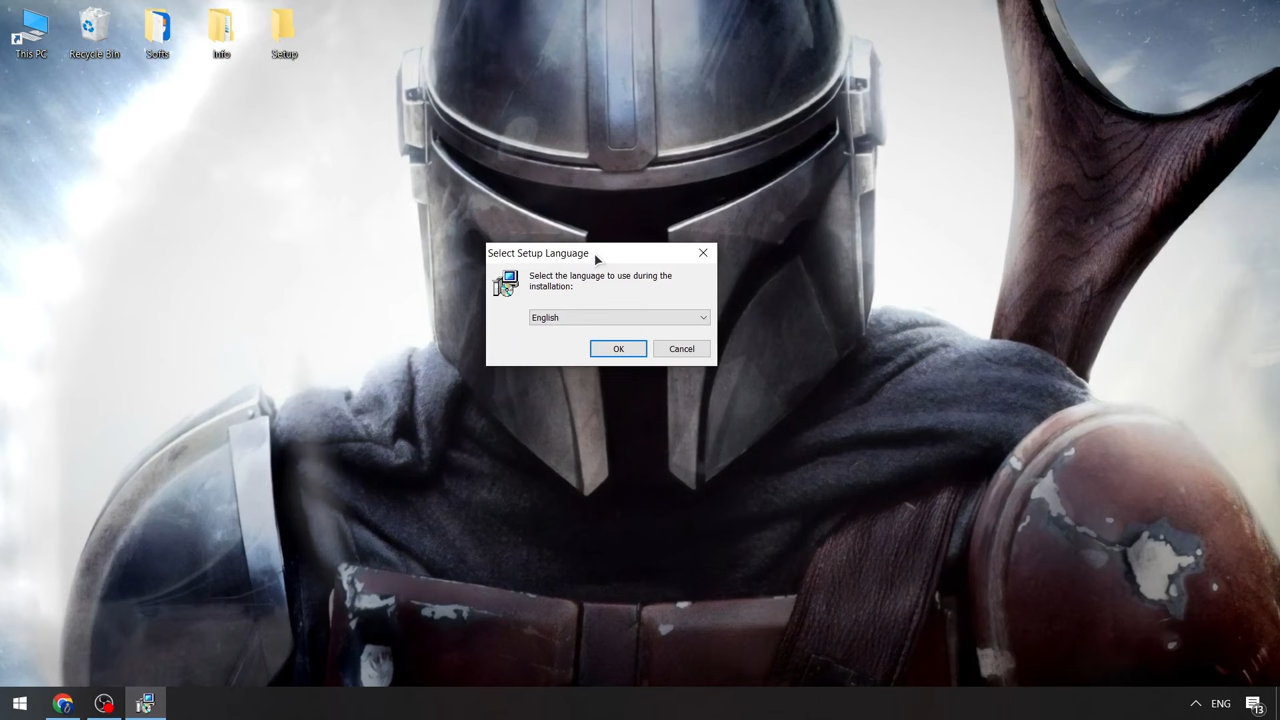 This PC
Recycle Bin
Softs
Info
Setup
Select Setup Language
Select the language to use during the
installation:
English
OK
Cancel
ENG
13